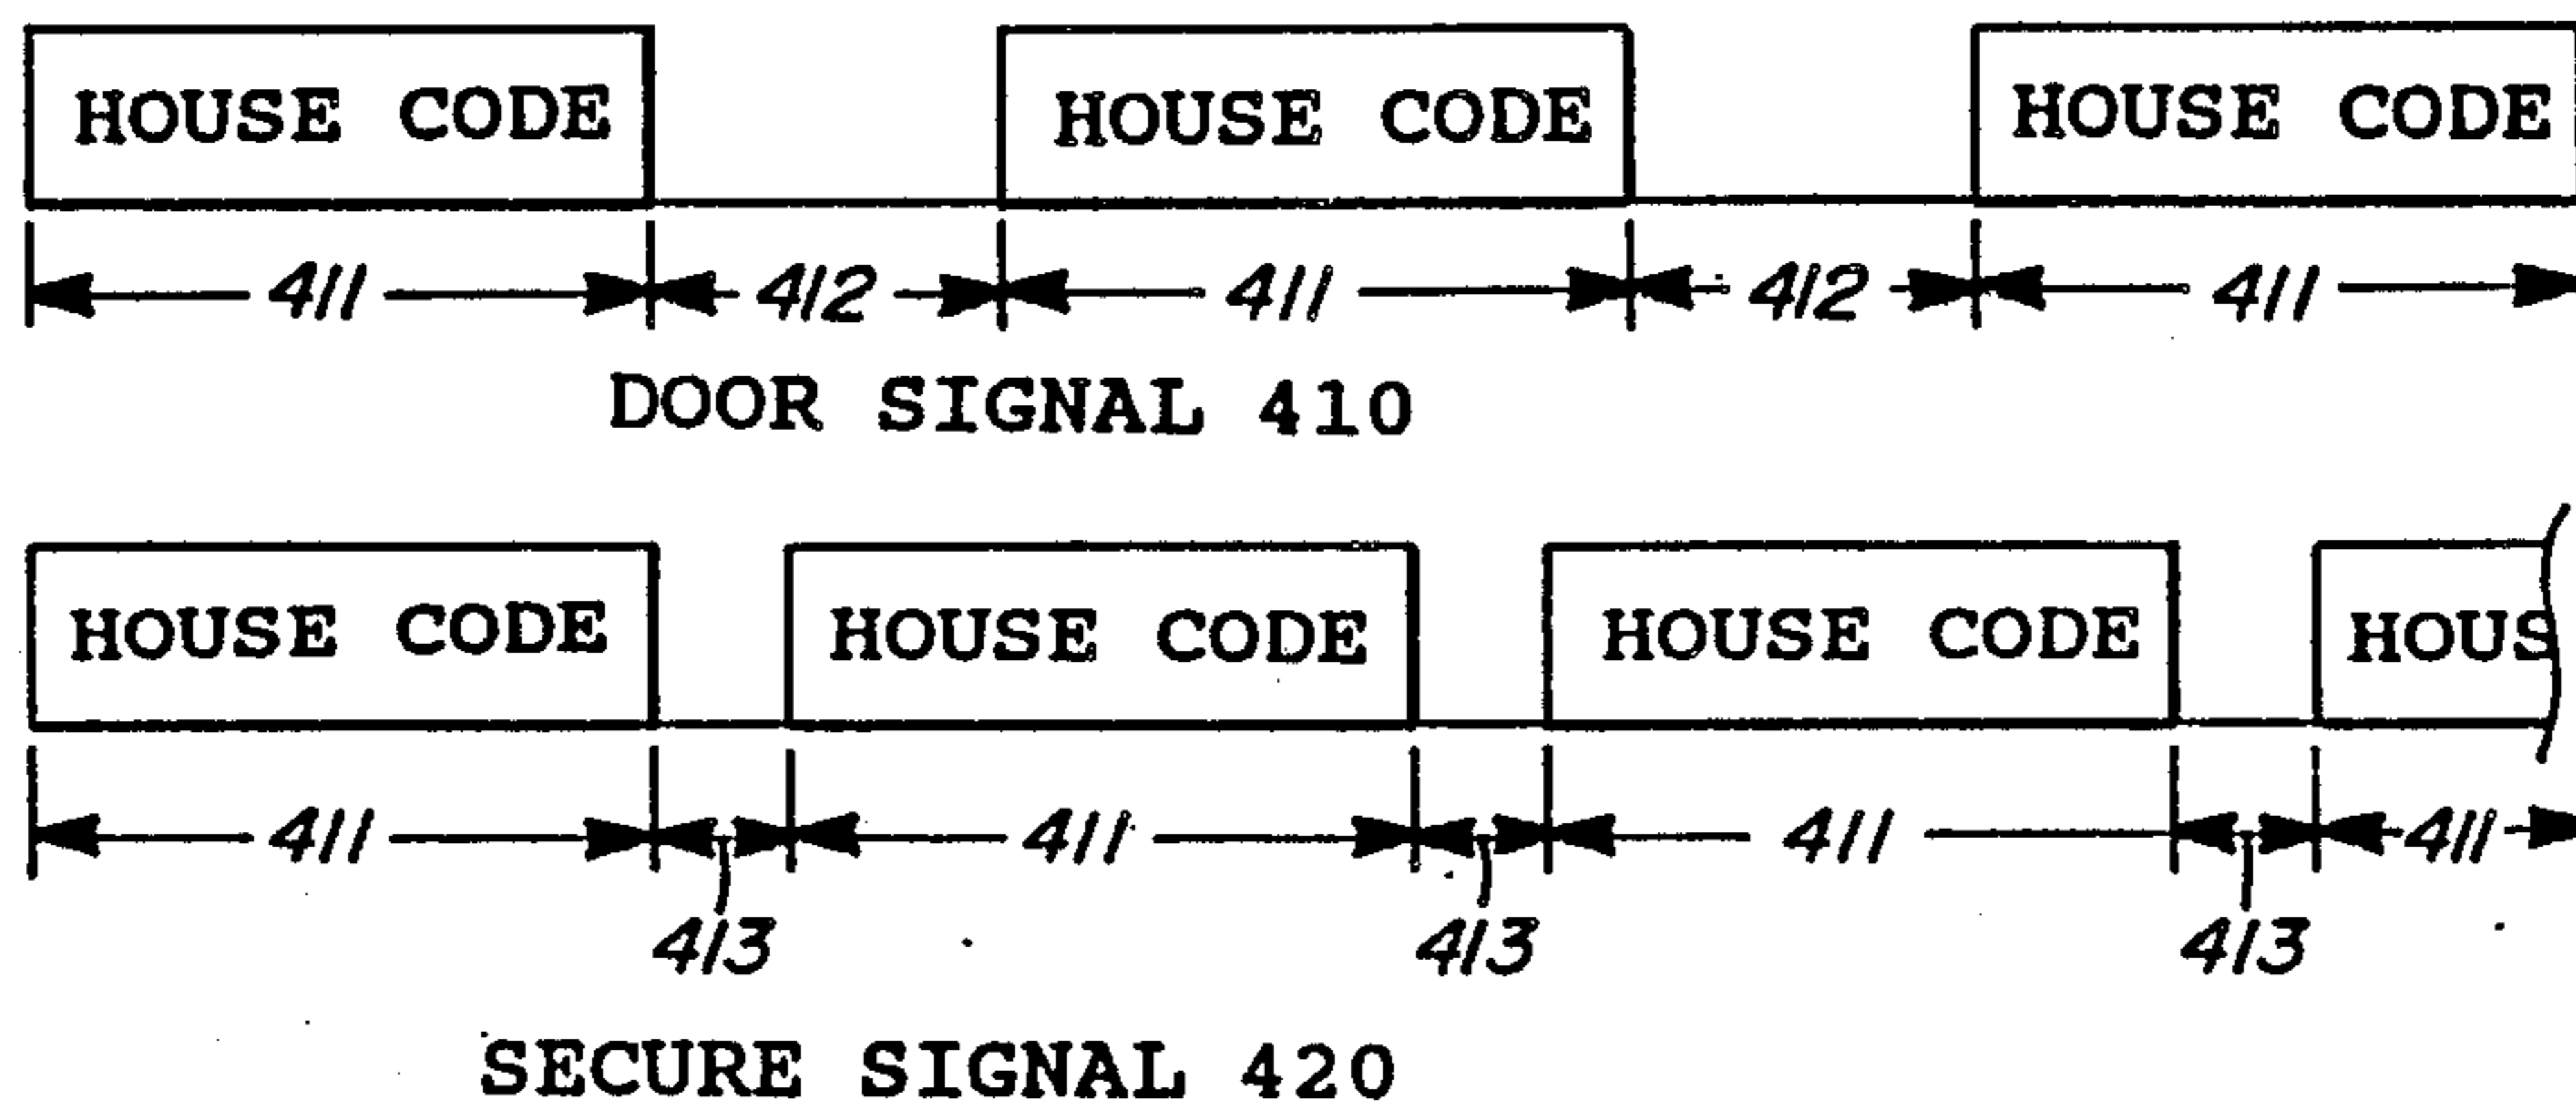 HOUSE CODE HOUSE CODE HOUSE CODE
411 412 411 412 411
DOOR SIGNAL 410
HOUSE CODE HOUSE CODE HOUSE CODE HOUS
411 411 411 411
413 413 413
SECURE SIGNAL 420